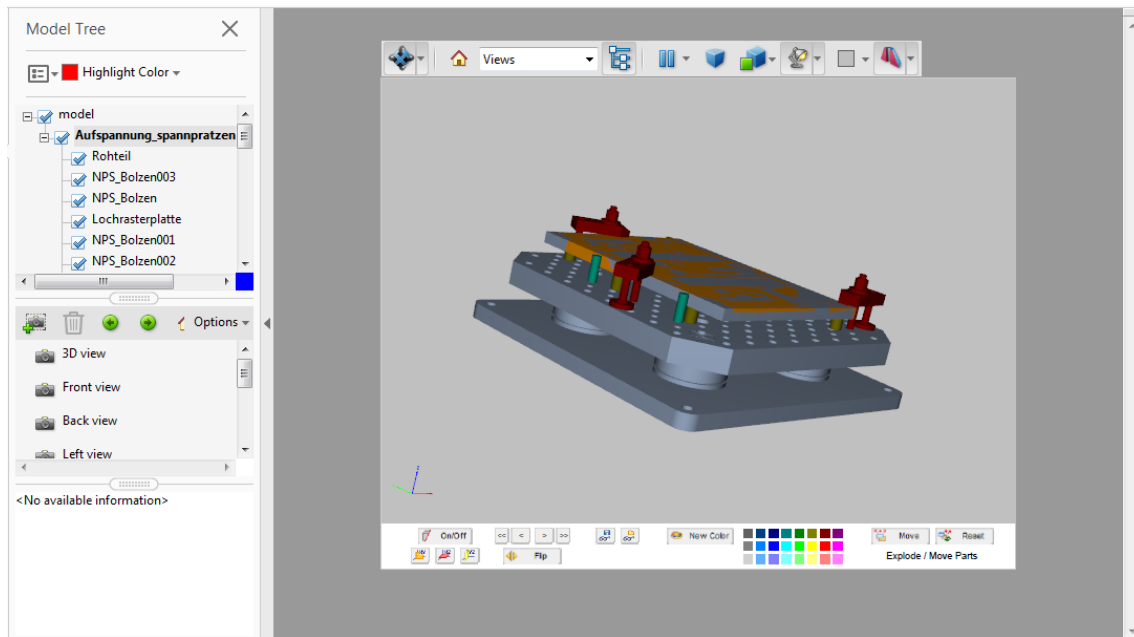 Model Tree
Highlight Color
Views
model
Aufspannung_spannpratzen
Rohteil
NPS_Bolzen003
NPS_Bolzen
Lochrasterplatte
NPS_Bolzen001
NPS_Bolzen002
Options
3D view
Front view
Back view
Left view
<No available information>
On/Off
<<
<
>
>>
New Color
Move
Reset
Flip
Explode / Move Parts